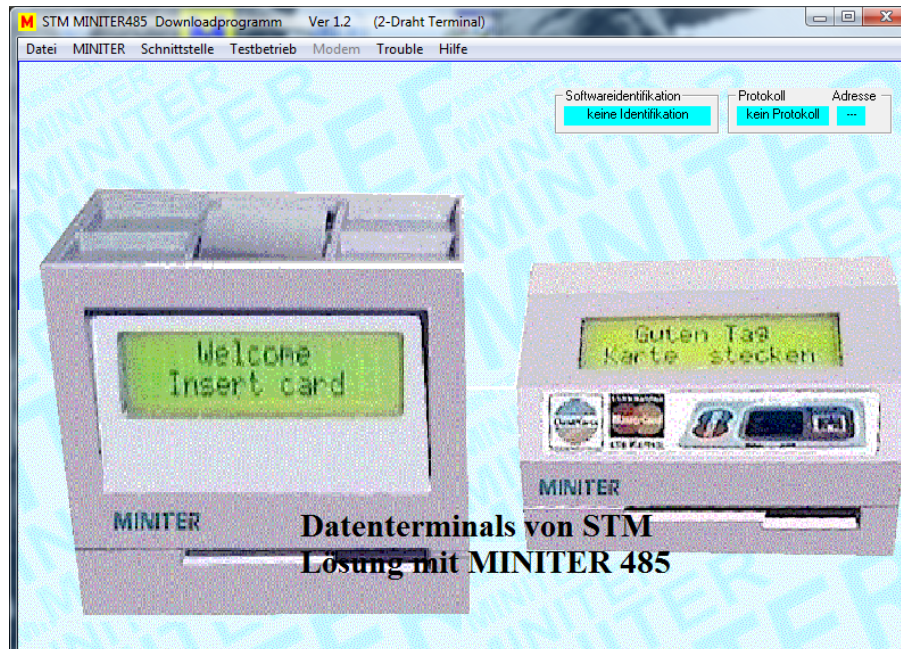 STM MINITER485 Downloadprogramm Ver 1.2 (2-Draht Terminal)
Datei MINITER Schnittstelle Testbetrieb Modem Trouble Hilfe
Softwareidentifikation
keine Identifikation
Protokoll Adresse
kein Protokoll ---
Welcome
Insert card
MINITER
Guten Tag
Karte stecken
MINITER
Datenterminals von STM
Lösung mit MINITER 485